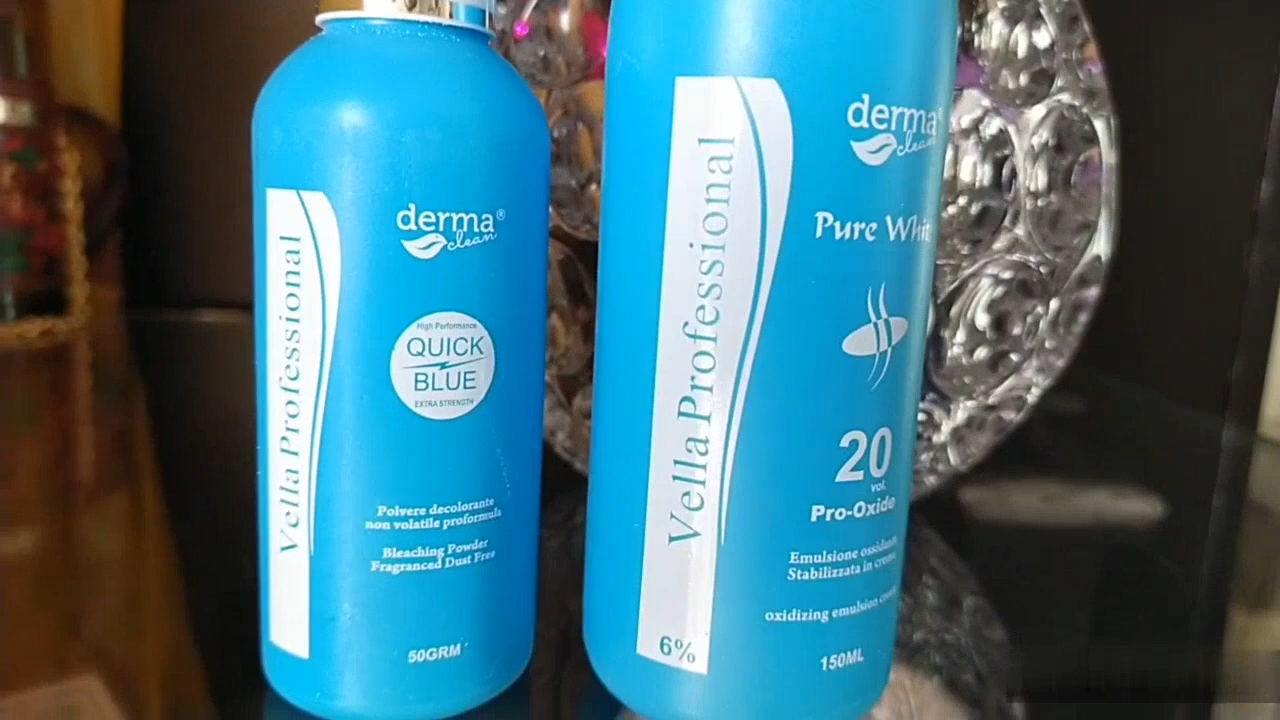 Vella Professional
derma®
clean
High Performance
QUICK
BLUE
EXTRA STRENGTH
Polvere decolorante
non volatile proformula
Bleaching Powder
Fragranced Dust Free
50GRM
Vella Professional
6%
derma®
clean
Pure Whit
20
vol.
Pro-Oxide
Emulsione ossidante
Stabilizzata in crema
oxidizing emulsion
150ML